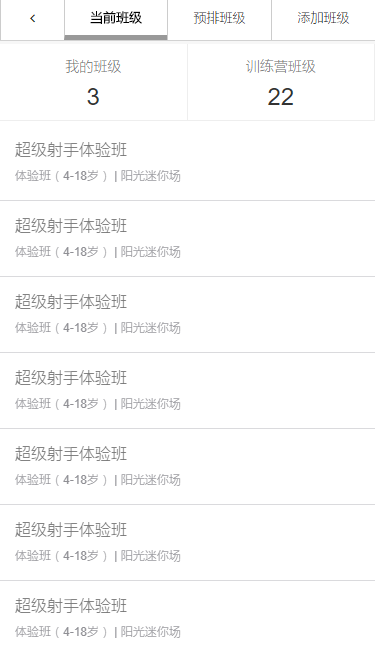 当前班级 预排班级 添加班级
我的班级 训练营班级
3 22
超级射手体验班
体验班（4-18岁） | 阳光迷你场
超级射手体验班
体验班（4-18岁） | 阳光迷你场
超级射手体验班
体验班（4-18岁） | 阳光迷你场
超级射手体验班
体验班（4-18岁） | 阳光迷你场
超级射手体验班
体验班（4-18岁） | 阳光迷你场
超级射手体验班
体验班（4-18岁） | 阳光迷你场
超级射手体验班
体验班（4-18岁） | 阳光迷你场